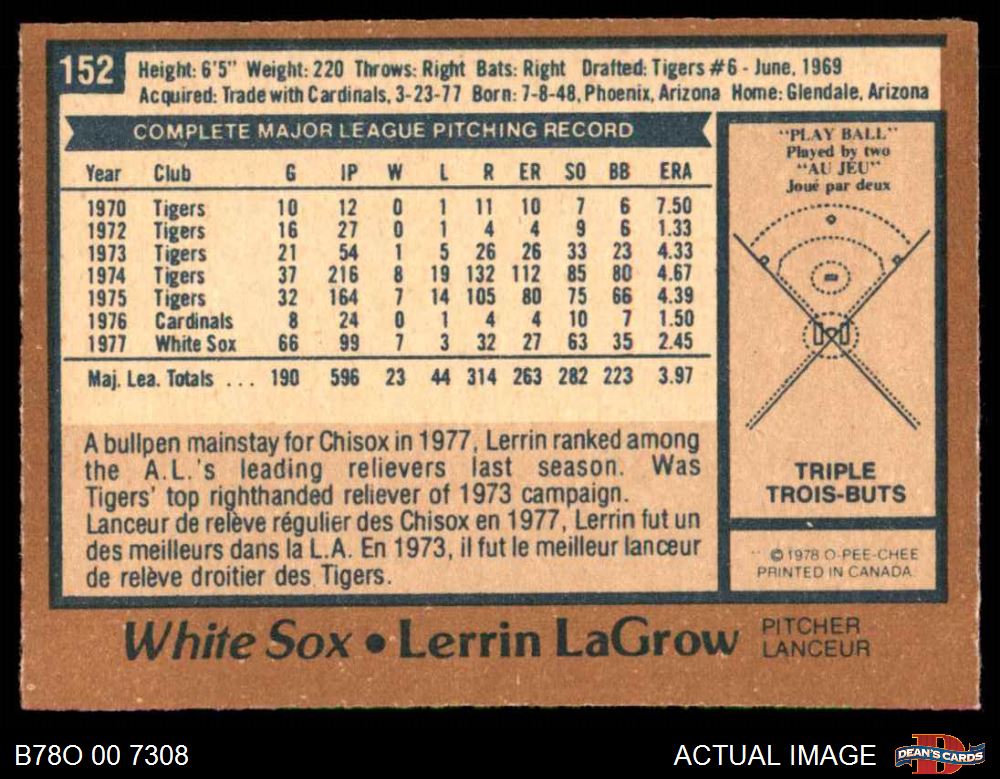 152
Height: 6'5" Weight: 220 Throws: Right Bats: Right Drafted: Tigers #6 - June, 1969
Acquired: Trade with Cardinals, 3-23-77 Born: 7-8-48, Phoenix, Arizona Home: Glendale, Arizona
COMPLETE MAJOR LEAGUE PITCHING RECORD
Year Club G IP W L R ER SO BB ERA
1970 Tigers 10 12 0 1 11 10 7 6 7.50
1972 Tigers 16 27 0 1 4 4 9 6 1.33
1973 Tigers 21 54 1 5 26 26 33 23 4.33
1974 Tigers 37 216 8 19 132 112 85 80 4.67
1975 Tigers 32 164 7 14 105 80 75 66 4.39
1976 Cardinals 8 24 0 1 4 4 10 7 1.50
1977 White Sox 66 99 7 3 32 27 63 35 2.45
Maj. Lea. Totals ... 190 596 23 44 314 263 282 223 3.97
A bullpen mainstay for Chisox in 1977, Lerrin ranked among
the A.L.'s leading relievers last season. Was
Tigers' top righthanded reliever of 1973 campaign.
Lanceur de relève régulier des Chisox en 1977, Lerrin fut un
des meilleurs dans la L.A. En 1973, il fut le meilleur lanceur
de relève droitier des Tigers.
"PLAY BALL"
Played by two
"AU JEU"
Joué par deux
TRIPLE
TROIS-BUTS
© 1978 O-PEE-CHEE
PRINTED IN CANADA
White Sox • Lerrin LaGrow
PITCHER
LANCEUR
B78O 00 7308
ACTUAL IMAGE
DEAN'S CARDS